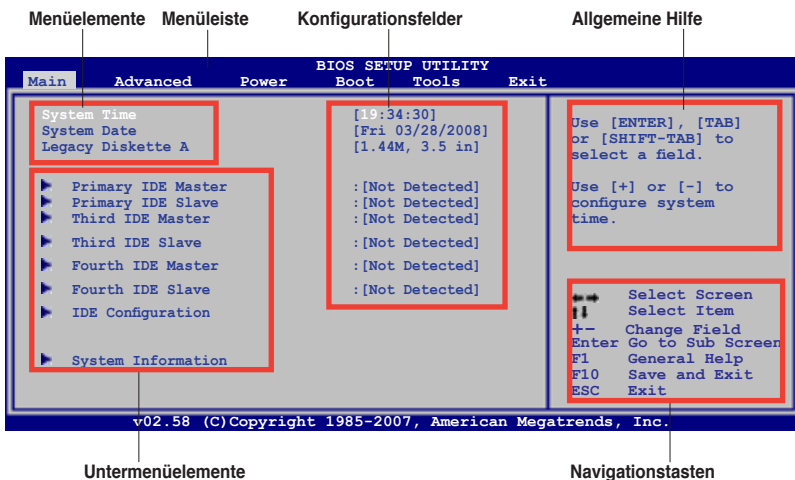 Menüelemente Menüleiste Konfigurationsfelder Allgemeine Hilfe
BIOS SETUP UTILITY
Main Advanced Power Boot Tools Exit
System Time [19:34:30]
System Date [Fri 03/28/2008]
Legacy Diskette A [1.44M, 3.5 in]
Primary IDE Master :[Not Detected]
Primary IDE Slave :[Not Detected]
Third IDE Master :[Not Detected]
Third IDE Slave :[Not Detected]
Fourth IDE Master :[Not Detected]
Fourth IDE Slave :[Not Detected]
IDE Configuration
System Information
Use [ENTER], [TAB]
or [SHIFT-TAB] to
select a field.
Use [+] or [-] to
configure system
time.
←→ Select Screen
↑↓ Select Item
+- Change Field
Enter Go to Sub Screen
F1 General Help
F10 Save and Exit
ESC Exit
v02.58 (C)Copyright 1985-2007, American Megatrends, Inc.
Untermenüelemente Navigationstasten